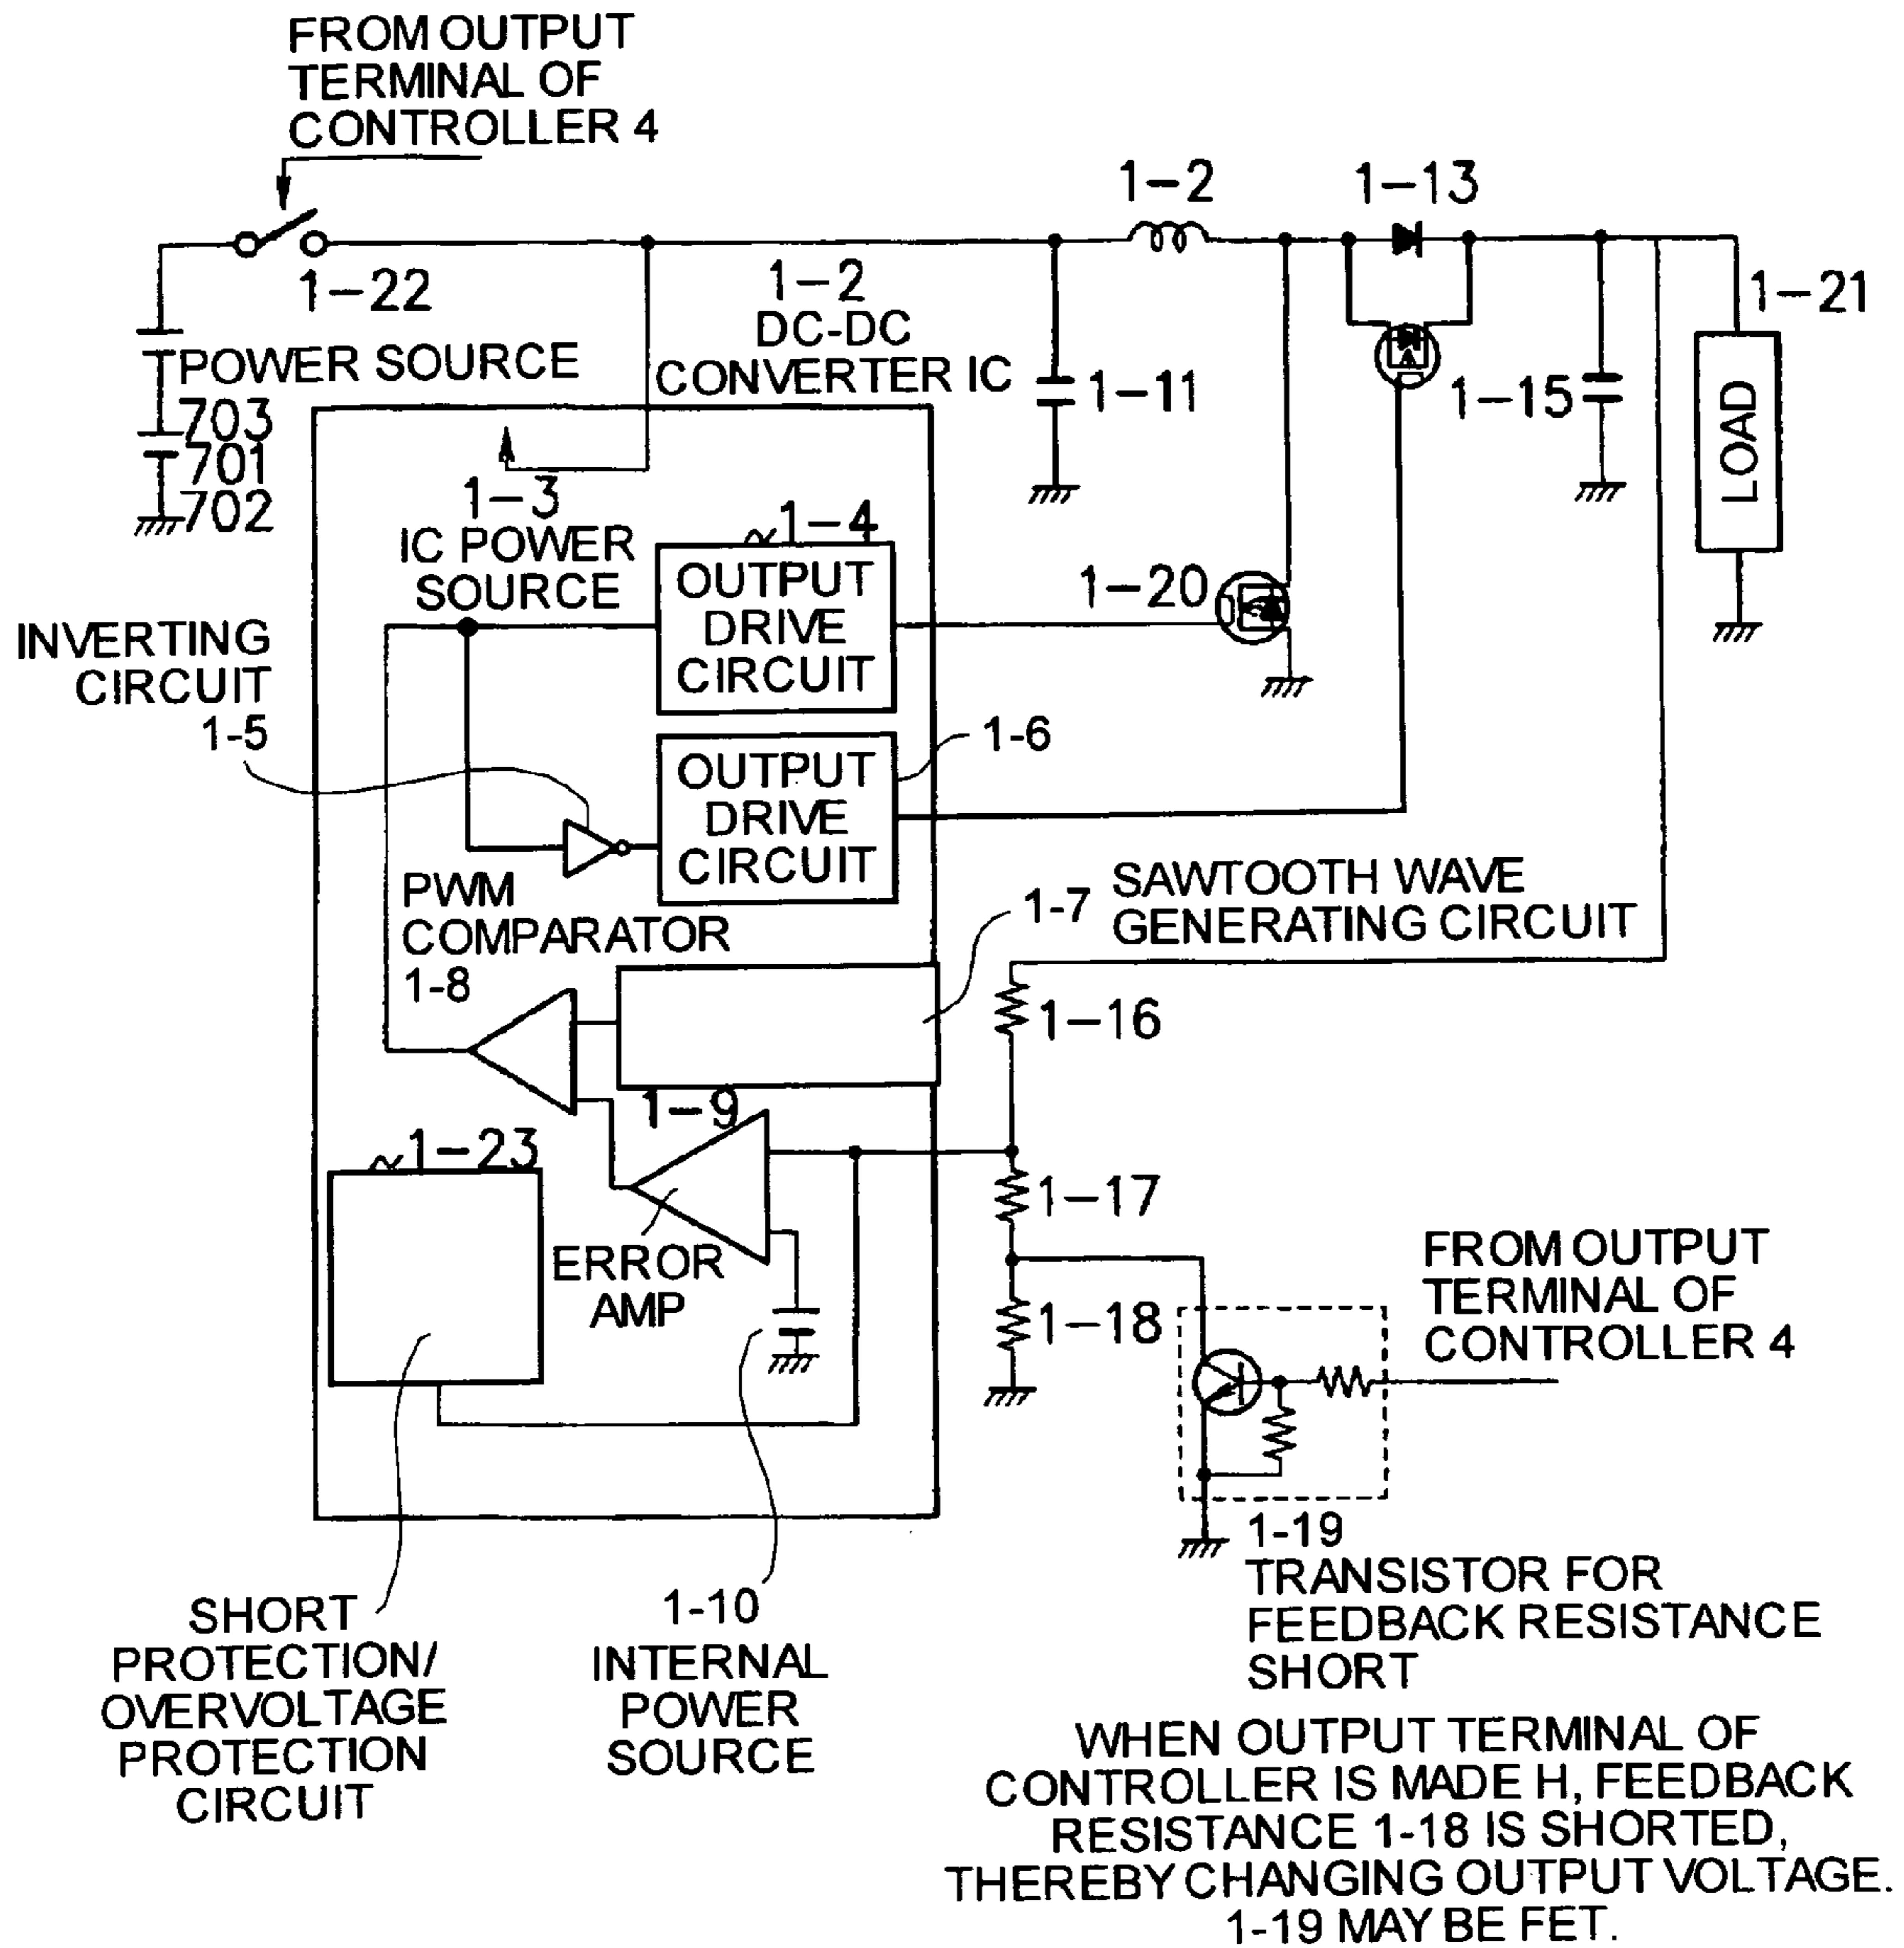 FROM OUTPUT
TERMINAL OF
CONTROLLER 4
1-2
1-13
1-22
1-2
DC-DC
CONVERTER IC
1-21
POWER SOURCE
703
701
702
1-11
1-15
LOAD
1-3
IC POWER
SOURCE
1-4
OUTPUT
DRIVE
CIRCUIT
1-20
INVERTING
CIRCUIT
1-5
1-6
OUTPUT
DRIVE
CIRCUIT
PWM
COMPARATOR
1-8
1-7
SAWTOOTH WAVE
GENERATING CIRCUIT
1-16
1-9
1-23
1-17
ERROR
AMP
1-18
FROM OUTPUT
TERMINAL OF
CONTROLLER 4
1-19
TRANSISTOR FOR
FEEDBACK RESISTANCE
SHORT
SHORT
PROTECTION/
OVERVOLTAGE
PROTECTION
CIRCUIT
1-10
INTERNAL
POWER
SOURCE
WHEN OUTPUT TERMINAL OF
CONTROLLER IS MADE H, FEEDBACK
RESISTANCE 1-18 IS SHORTED,
THEREBY CHANGING OUTPUT VOLTAGE.
1-19 MAY BE FET.